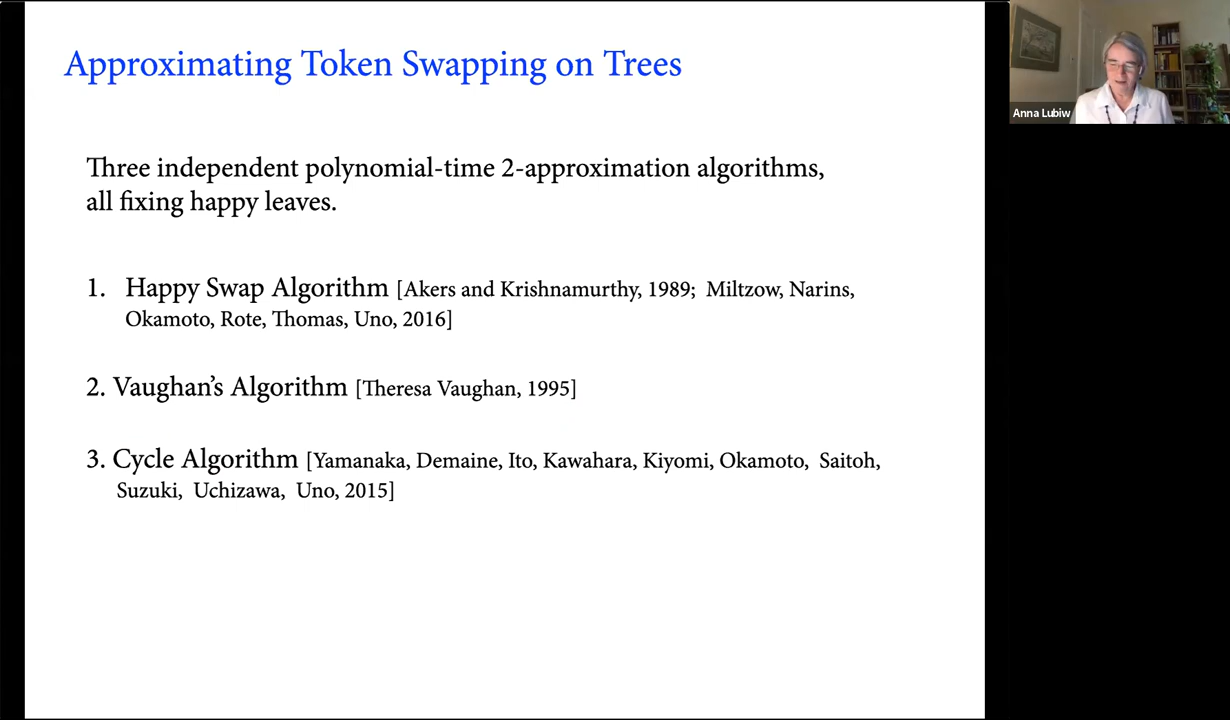 Approximating Token Swapping on Trees
Anna Lubiw
Three independent polynomial-time 2-approximation algorithms,
all fixing happy leaves.
1. Happy Swap Algorithm [Akers and Krishnamurthy, 1989; Miltzow, Narins,
Okamoto, Rote, Thomas, Uno, 2016]
2. Vaughan's Algorithm [Theresa Vaughan, 1995]
3. Cycle Algorithm [Yamanaka, Demaine, Ito, Kawahara, Kiyomi, Okamoto, Saitoh,
Suzuki, Uchizawa, Uno, 2015]